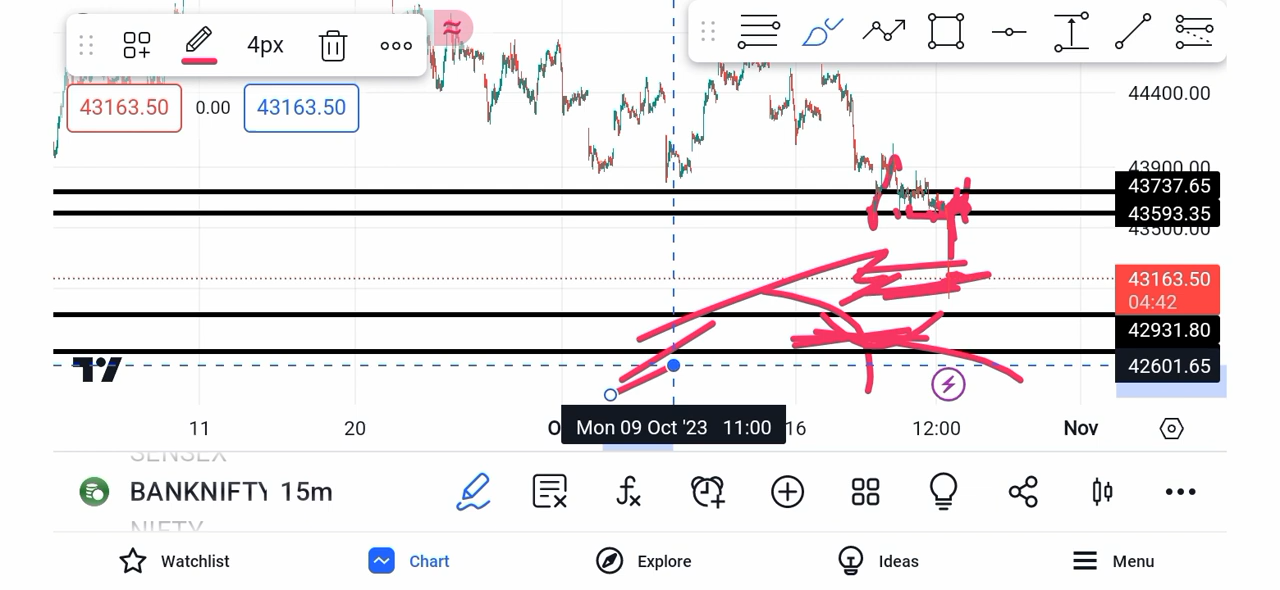 4px
43163.50 0.00 43163.50
44400.00
43900.00
43737.65
43593.35
43500.00
43163.50
04:42
42931.80
42601.65
11 20 O Mon 09 Oct '23 11:00 16 12:00 Nov
SENSEX
BANKNIFTY 15m
NIFTY
Watchlist Chart Explore Ideas Menu